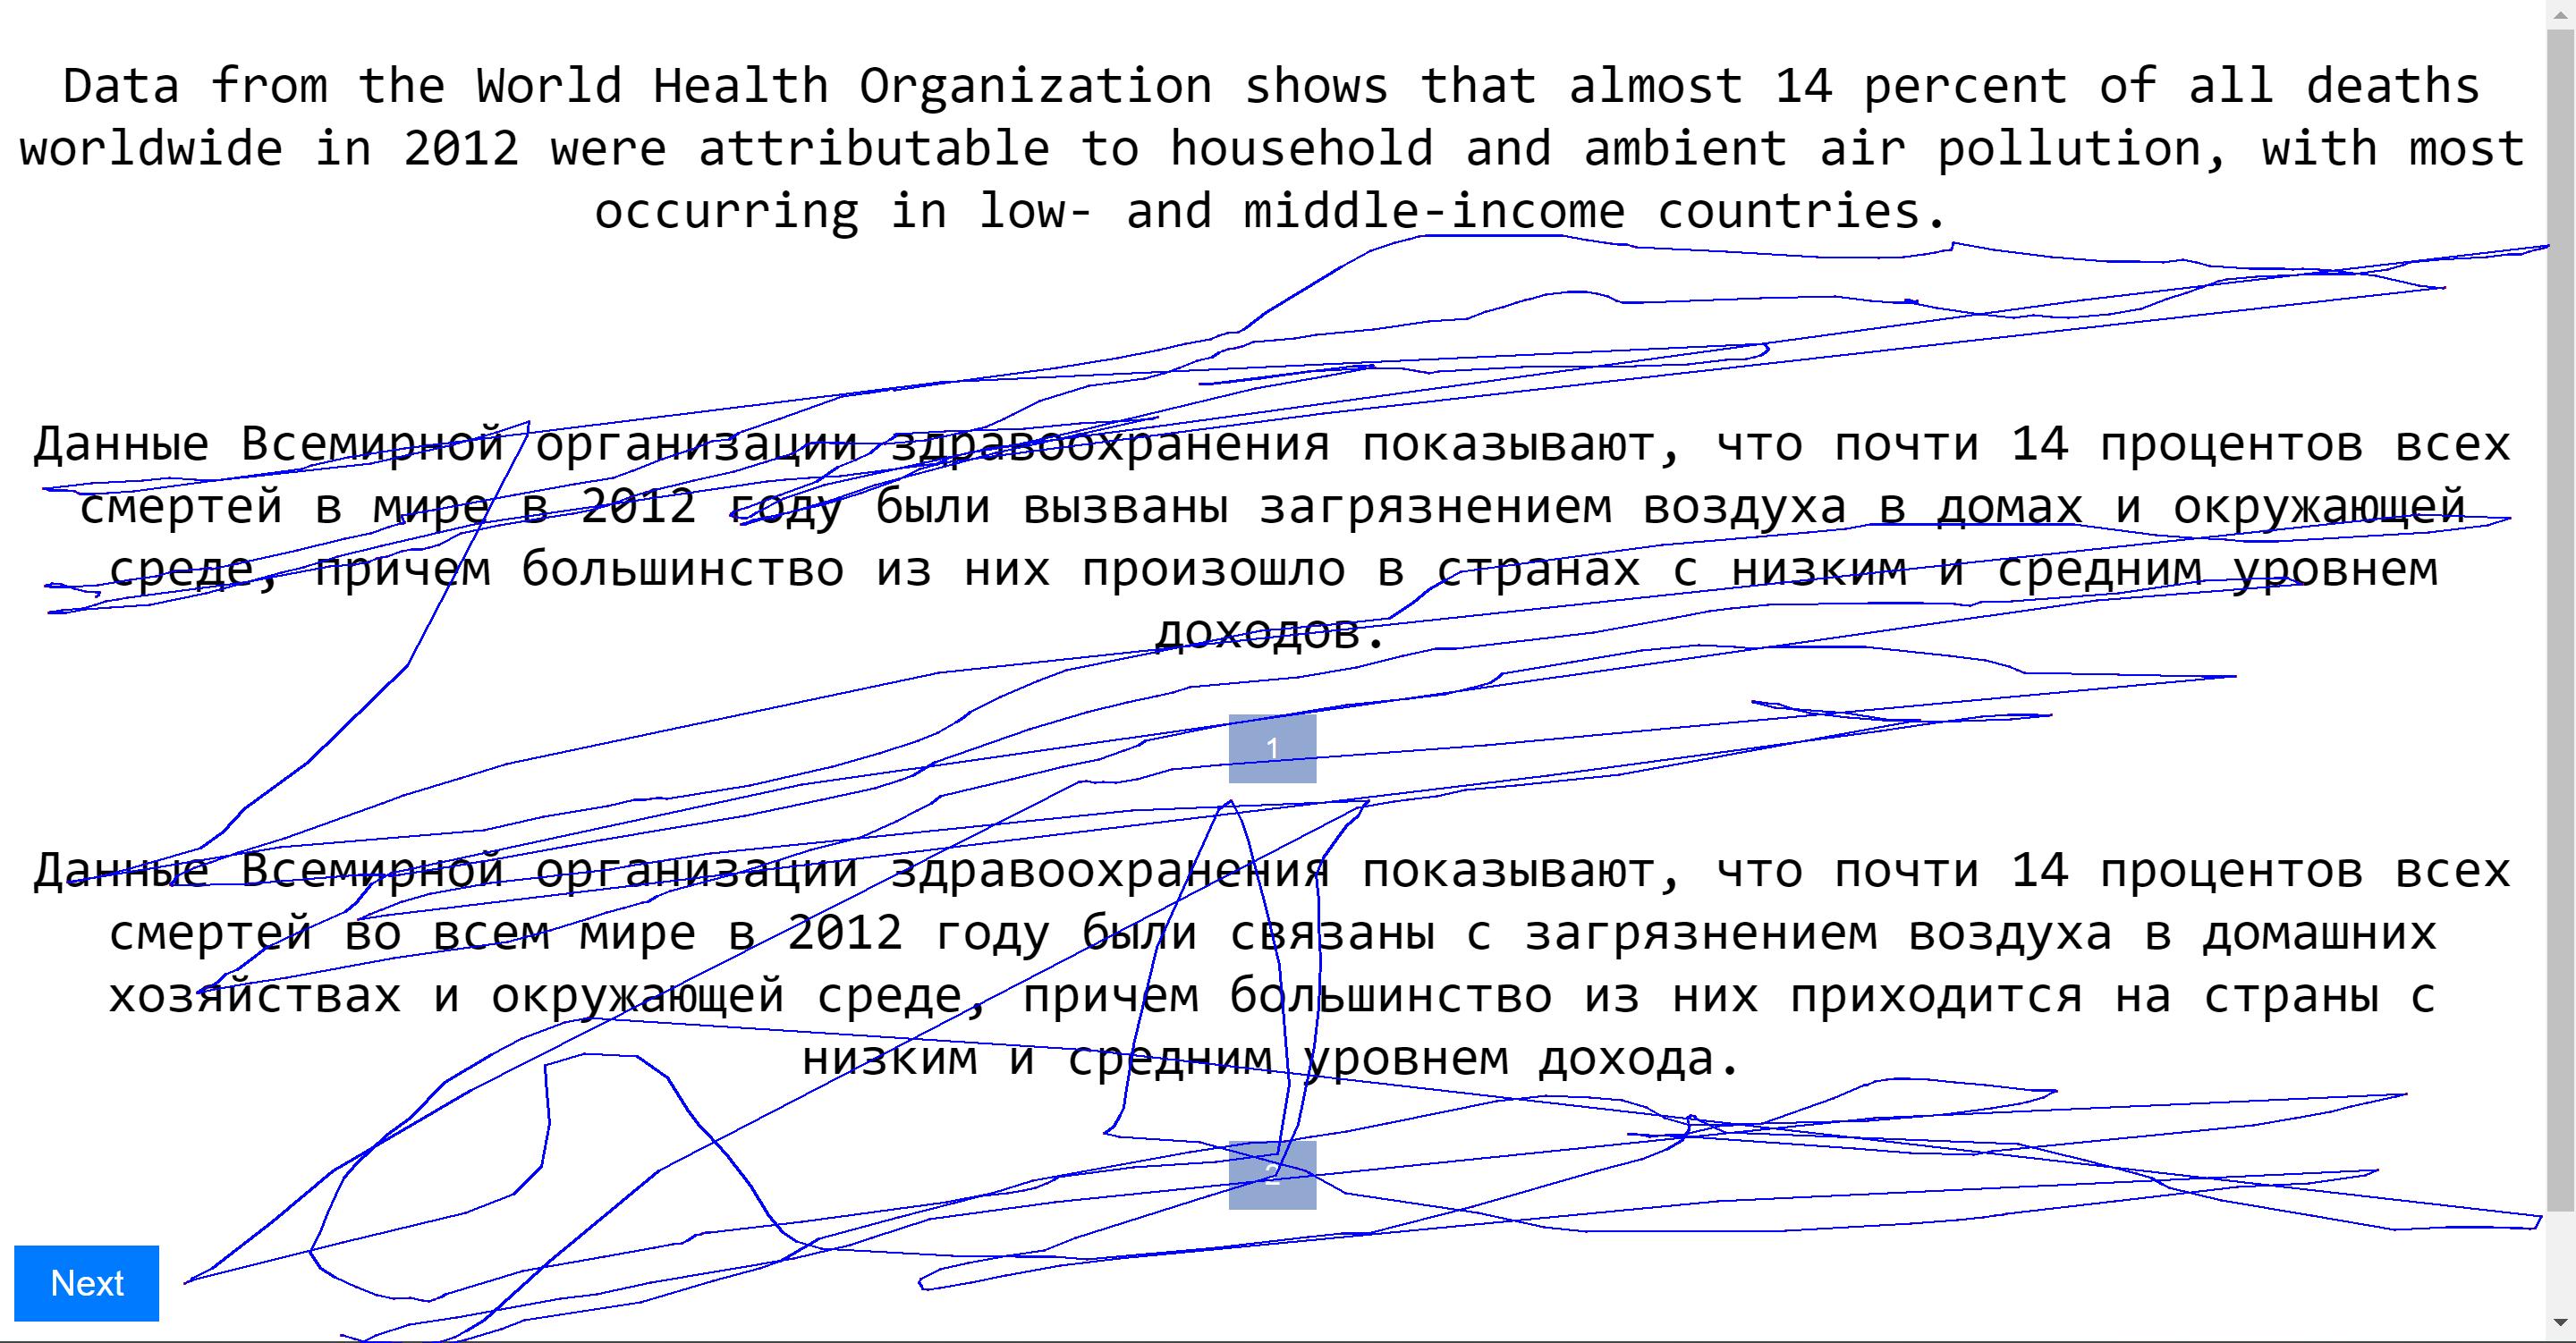 Data from the World Health Organization shows that almost 14 percent of all deaths
worldwide in 2012 were attributable to household and ambient air pollution, with most
occurring in low- and middle-income countries.
Данные Всемирной организации здравоохранения показывают, что почти 14 процентов всех
смертей в мире в 2012 году были вызваны загрязнением воздуха в домах и окружающей
среде, причем большинство из них произошло в странах с низким и средним уровнем
доходов.
1
Данные Всемирной организации здравоохранения показывают, что почти 14 процентов всех
смертей во всем мире в 2012 году были связаны с загрязнением воздуха в домашних
хозяйствах и окружающей среде, причем большинство из них приходится на страны с
низким и средним уровнем дохода.
2
Next